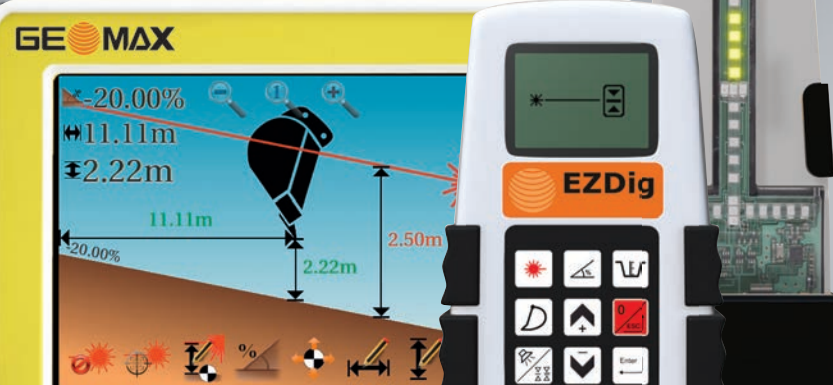 GEOMAX
-20.00%
1
11.11m
2.22m
EZDig
11.11m
2.50m
-20.00%
2.22m
%
0
ESC
%
Enter